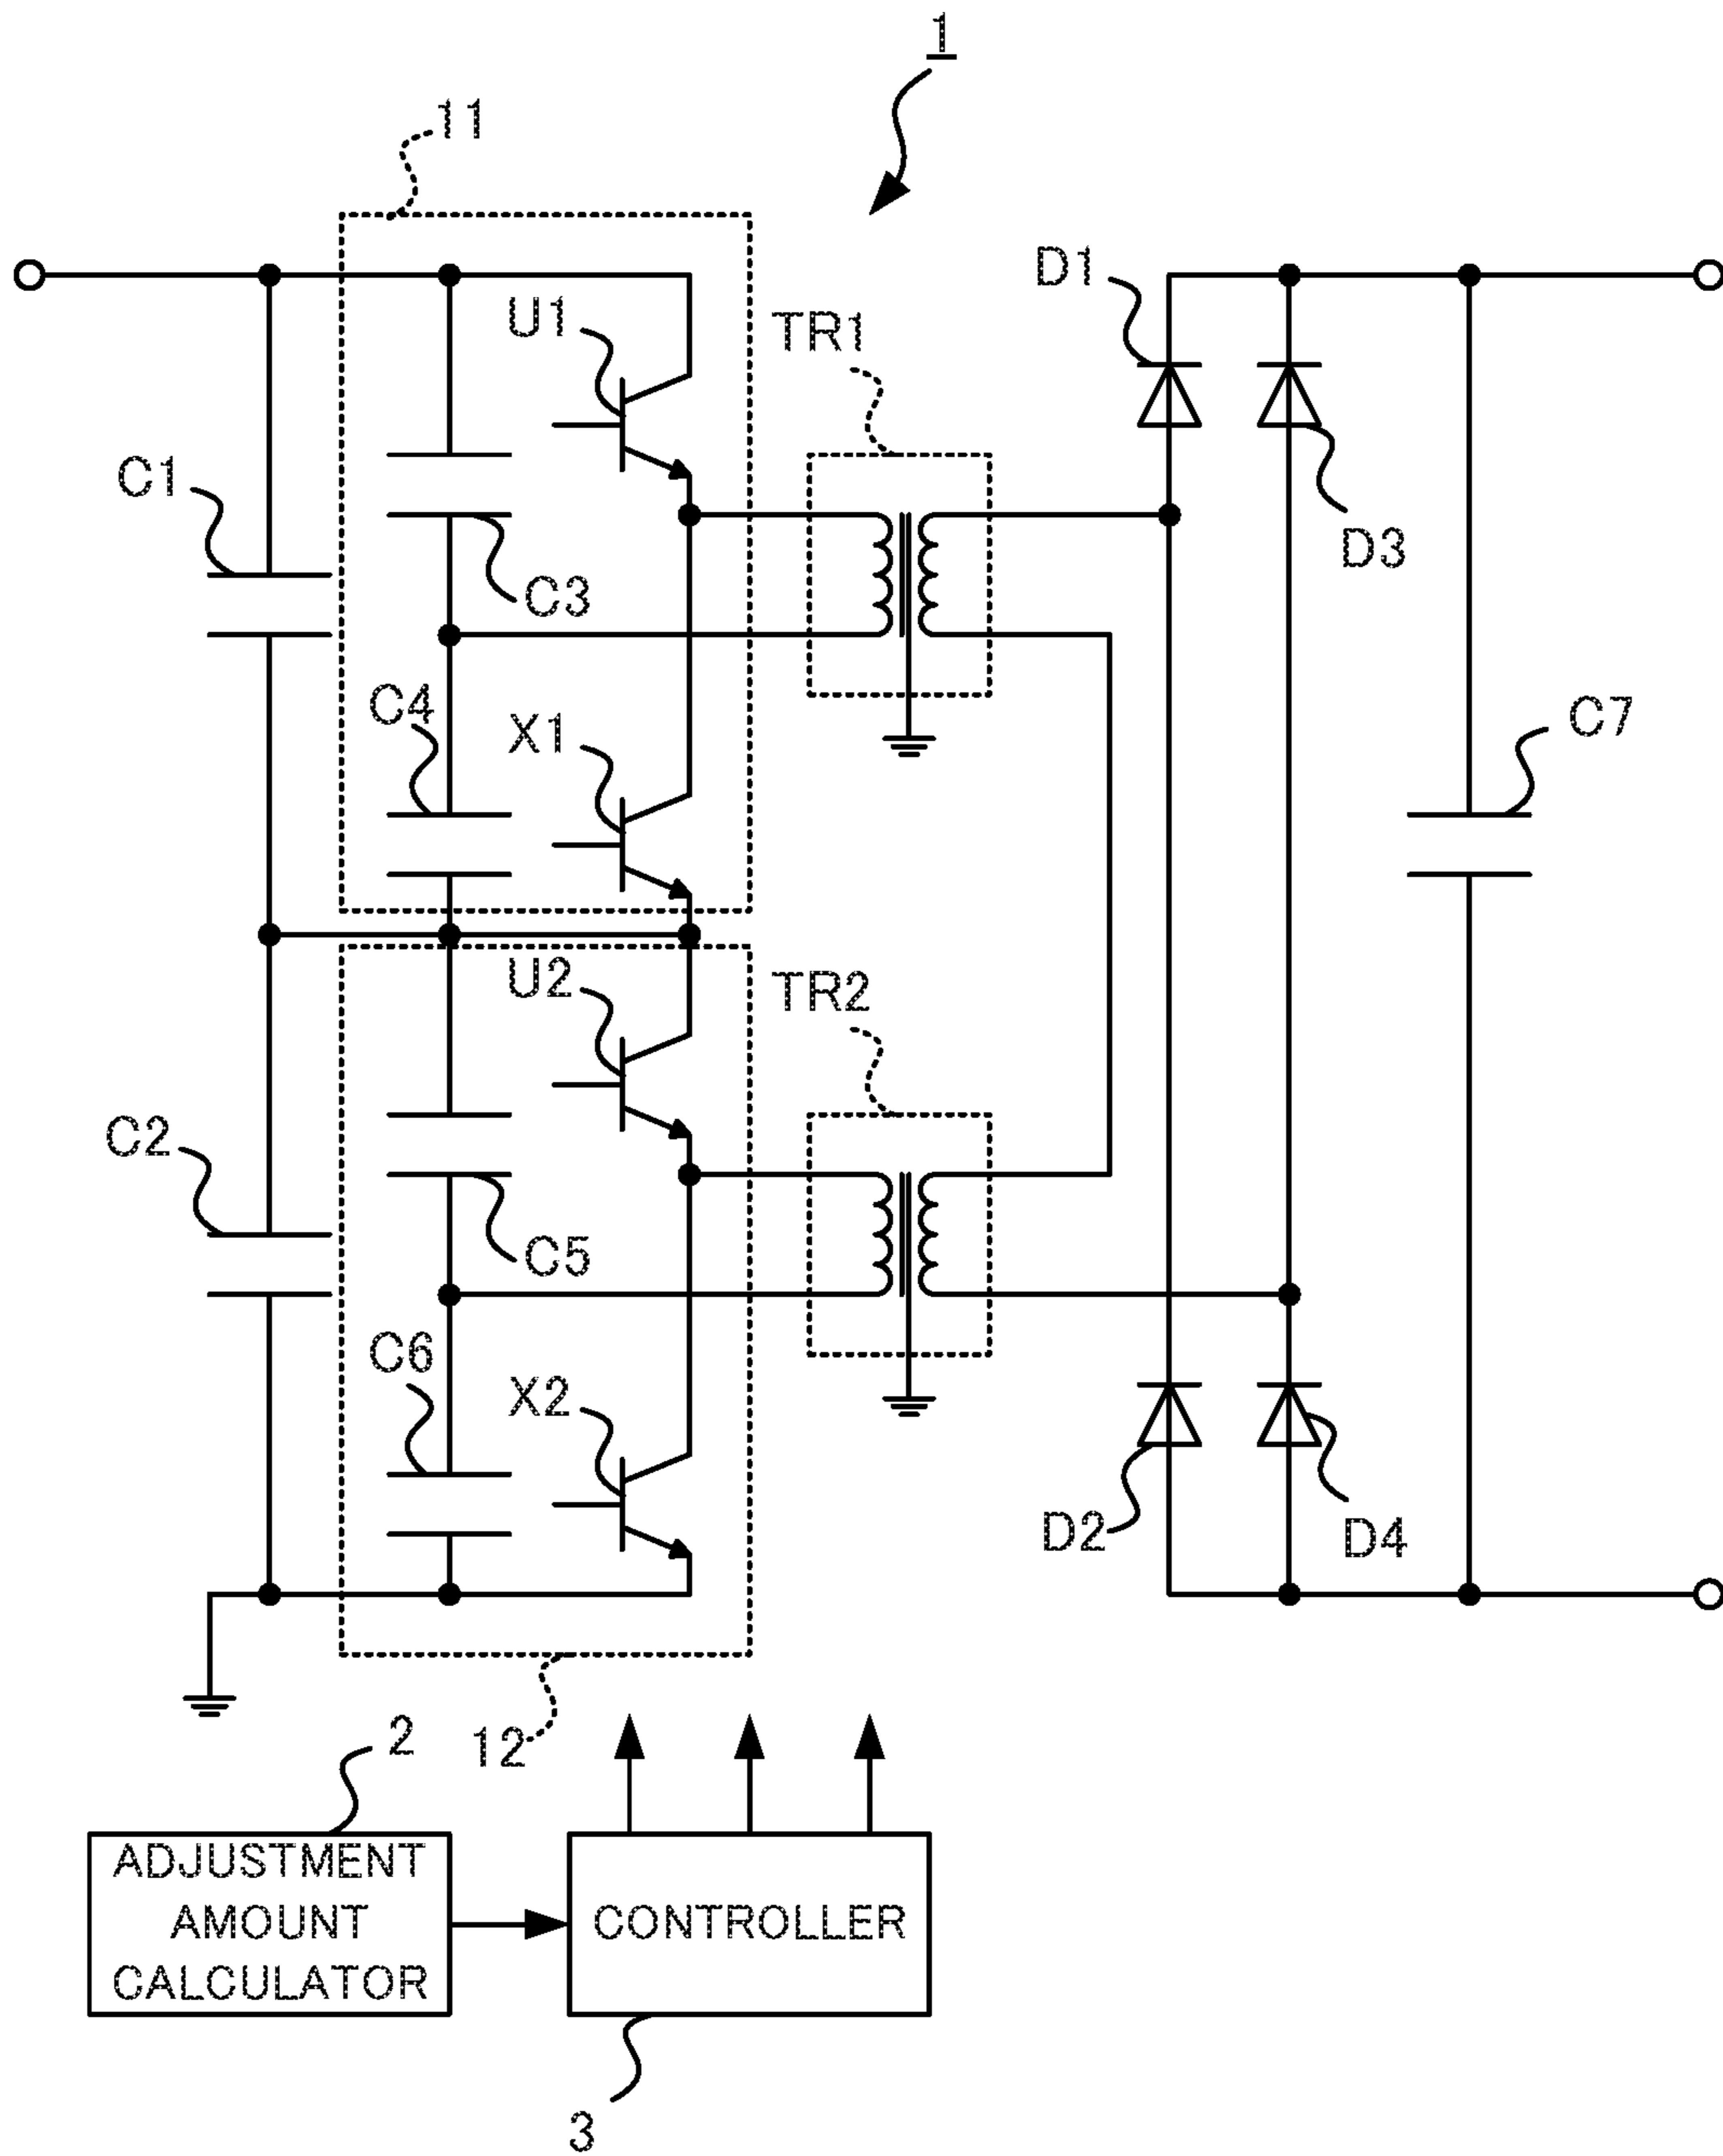 1
11
D1
U1
TR1
C1
D3
C3
C4
X1
C7
U2
TR2
C2
C5
C6
X2
D2
D4
2
12
ADJUSTMENT
AMOUNT
CALCULATOR
CONTROLLER
3